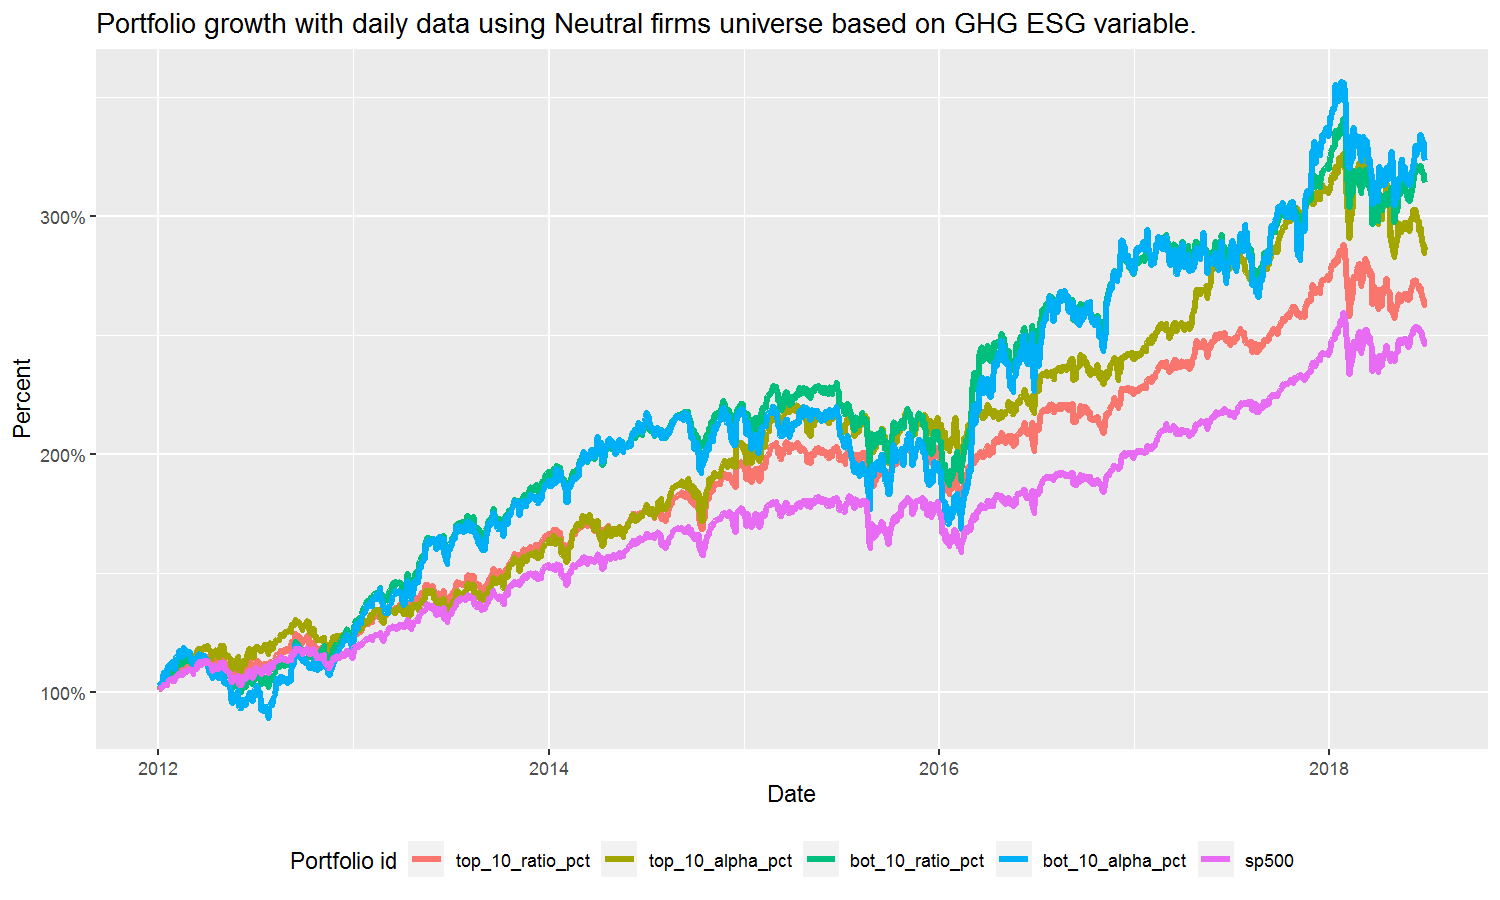 Portfolio growth with daily data using Neutral firms universe based on GHG ESG variable.
Percent
300%
200%
100%
2012 2014 2016 2018
Date
Portfolio id top_10_ratio_pct top_10_alpha_pct bot_10_ratio_pct bot_10_alpha_pct sp500